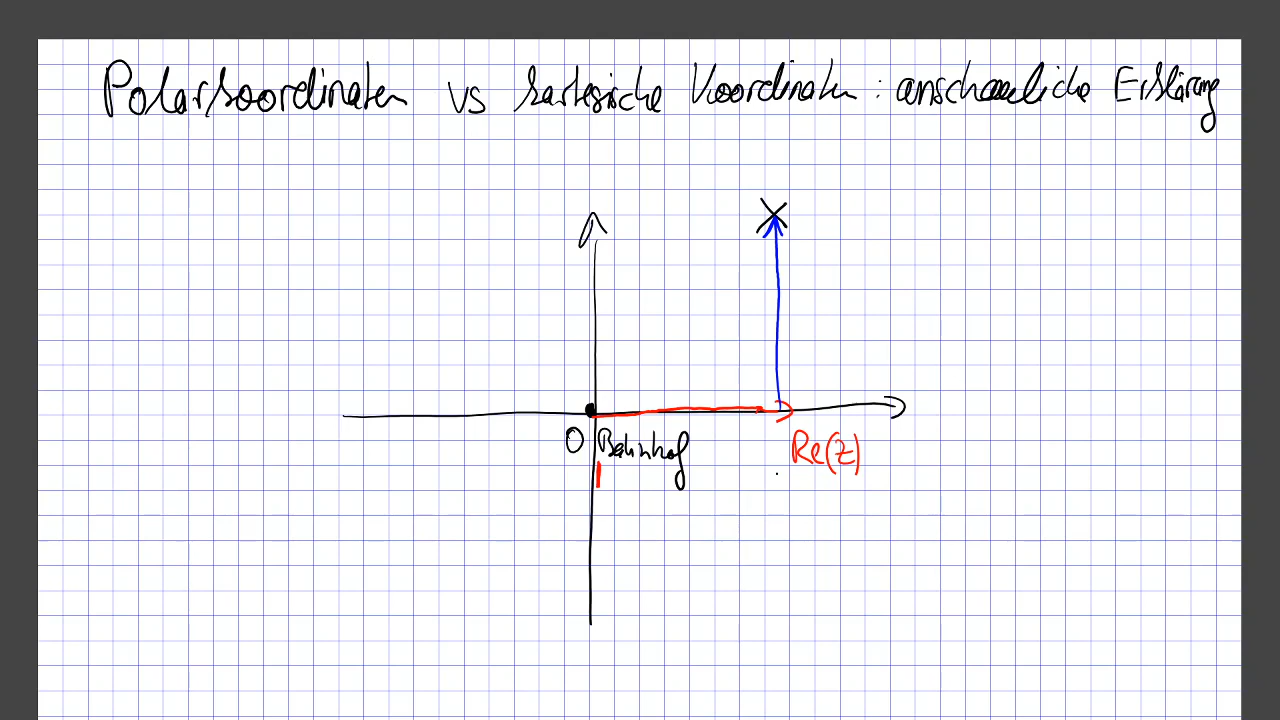 Polarkoordinaten vs kartesische Koordinaten : anschauliche Erklärung
0 Bahnhof
Re(z)